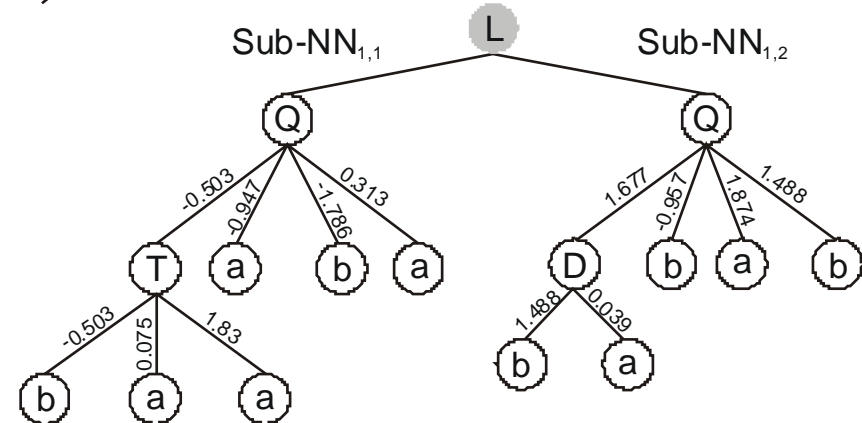 L
Sub-NN1,1 Sub-NN1,2
Q Q
-0.503 -0.947 -1.786 0.313 1.677 -0.957 1.874 1.488
T a b a D b a b
-0.503 0.075 1.83 1.488 0.039
b a
b a a